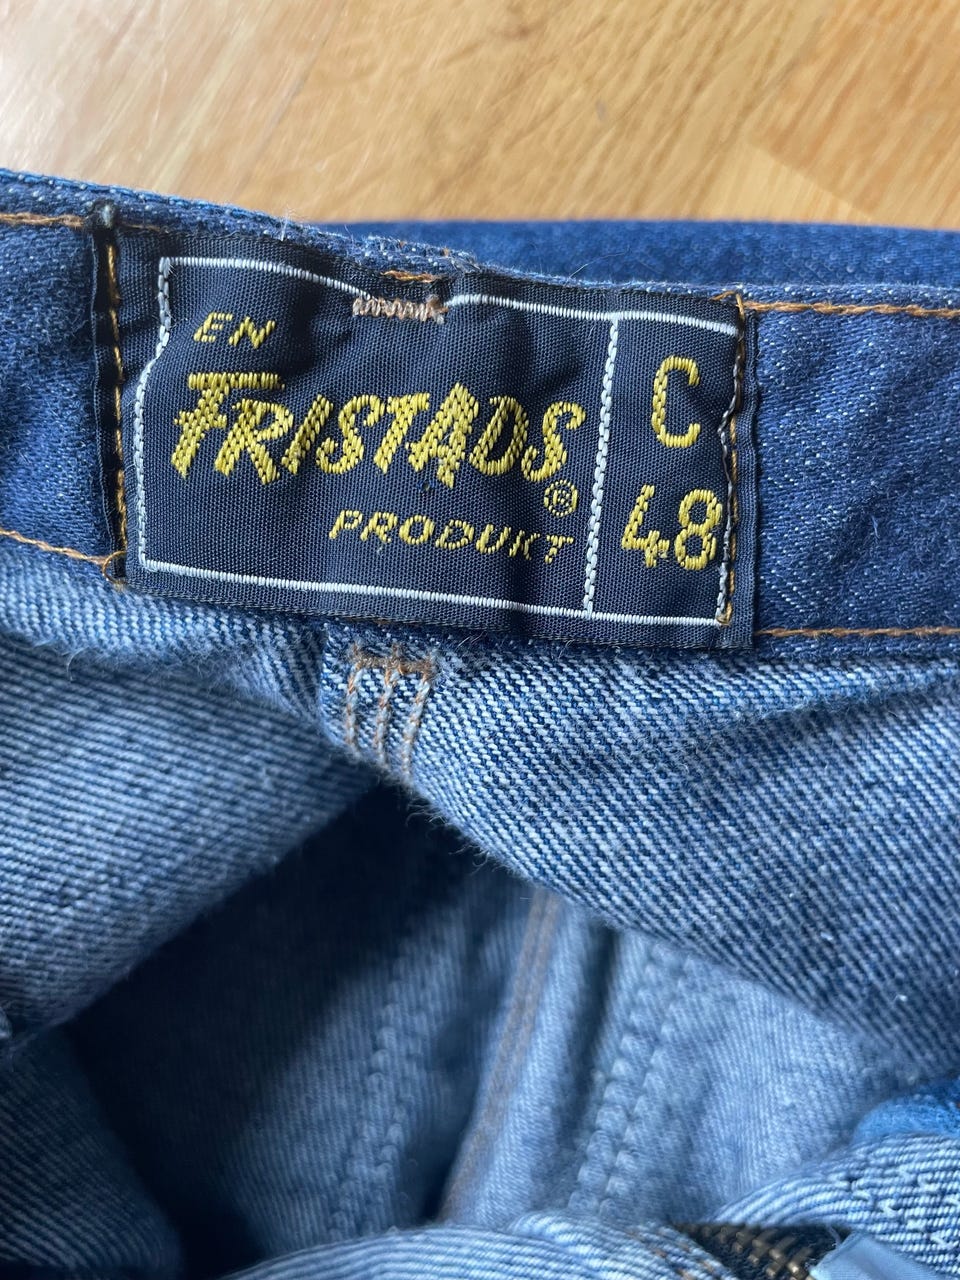 EN
FRISTADS®
PRODUKT
C
48